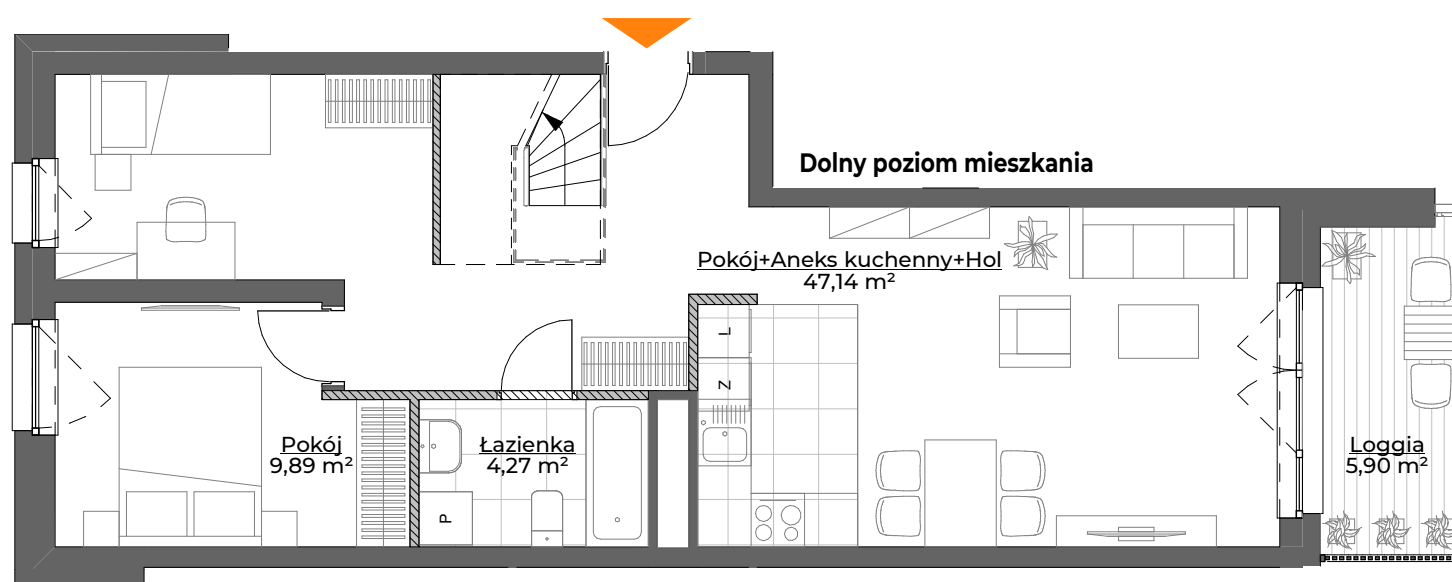 Dolny poziom mieszkania
Pokój+Aneks kuchenny+Hol
47,14 m²
L
Z
Pokój
9,89 m²
Łazienka
4,27 m²
P
Loggia
5,90 m²